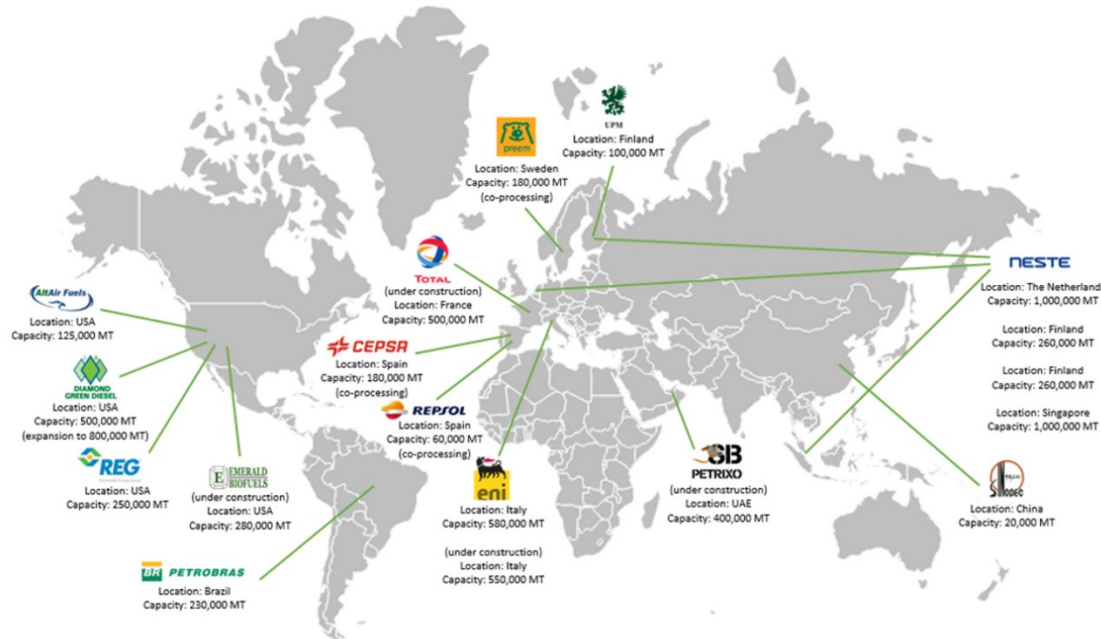 UPM
Location: Finland
Capacity: 100,000 MT
preem
Location: Sweden
Capacity: 180,000 MT
(co-processing)
TOTAL
(under construction)
Location: France
Capacity: 500,000 MT
NESTE
Location: The Netherland
Capacity: 1,000,000 MT
Location: Finland
Capacity: 260,000 MT
Location: Finland
Capacity: 260,000 MT
Location: Singapore
Capacity: 1,000,000 MT
AltAir Fuels
Location: USA
Capacity: 125,000 MT
CEPSA
Location: Spain
Capacity: 180,000 MT
(co-processing)
DIAMOND
GREEN DIESEL
Location: USA
Capacity: 500,000 MT
(expansion to 800,000 MT)
REPSOL
Location: Spain
Capacity: 60,000 MT
(co-processing)
REG
Location: USA
Capacity: 250,000 MT
E EMERALD
BIOFUELS
(under construction)
Location: USA
Capacity: 280,000 MT
eni
Location: Italy
Capacity: 580,000 MT
(under construction)
Location: Italy
Capacity: 550,000 MT
PETRIXO
(under construction)
Location: UAE
Capacity: 400,000 MT
Location: China
Capacity: 20,000 MT
BR PETROBRAS
Location: Brazil
Capacity: 230,000 MT